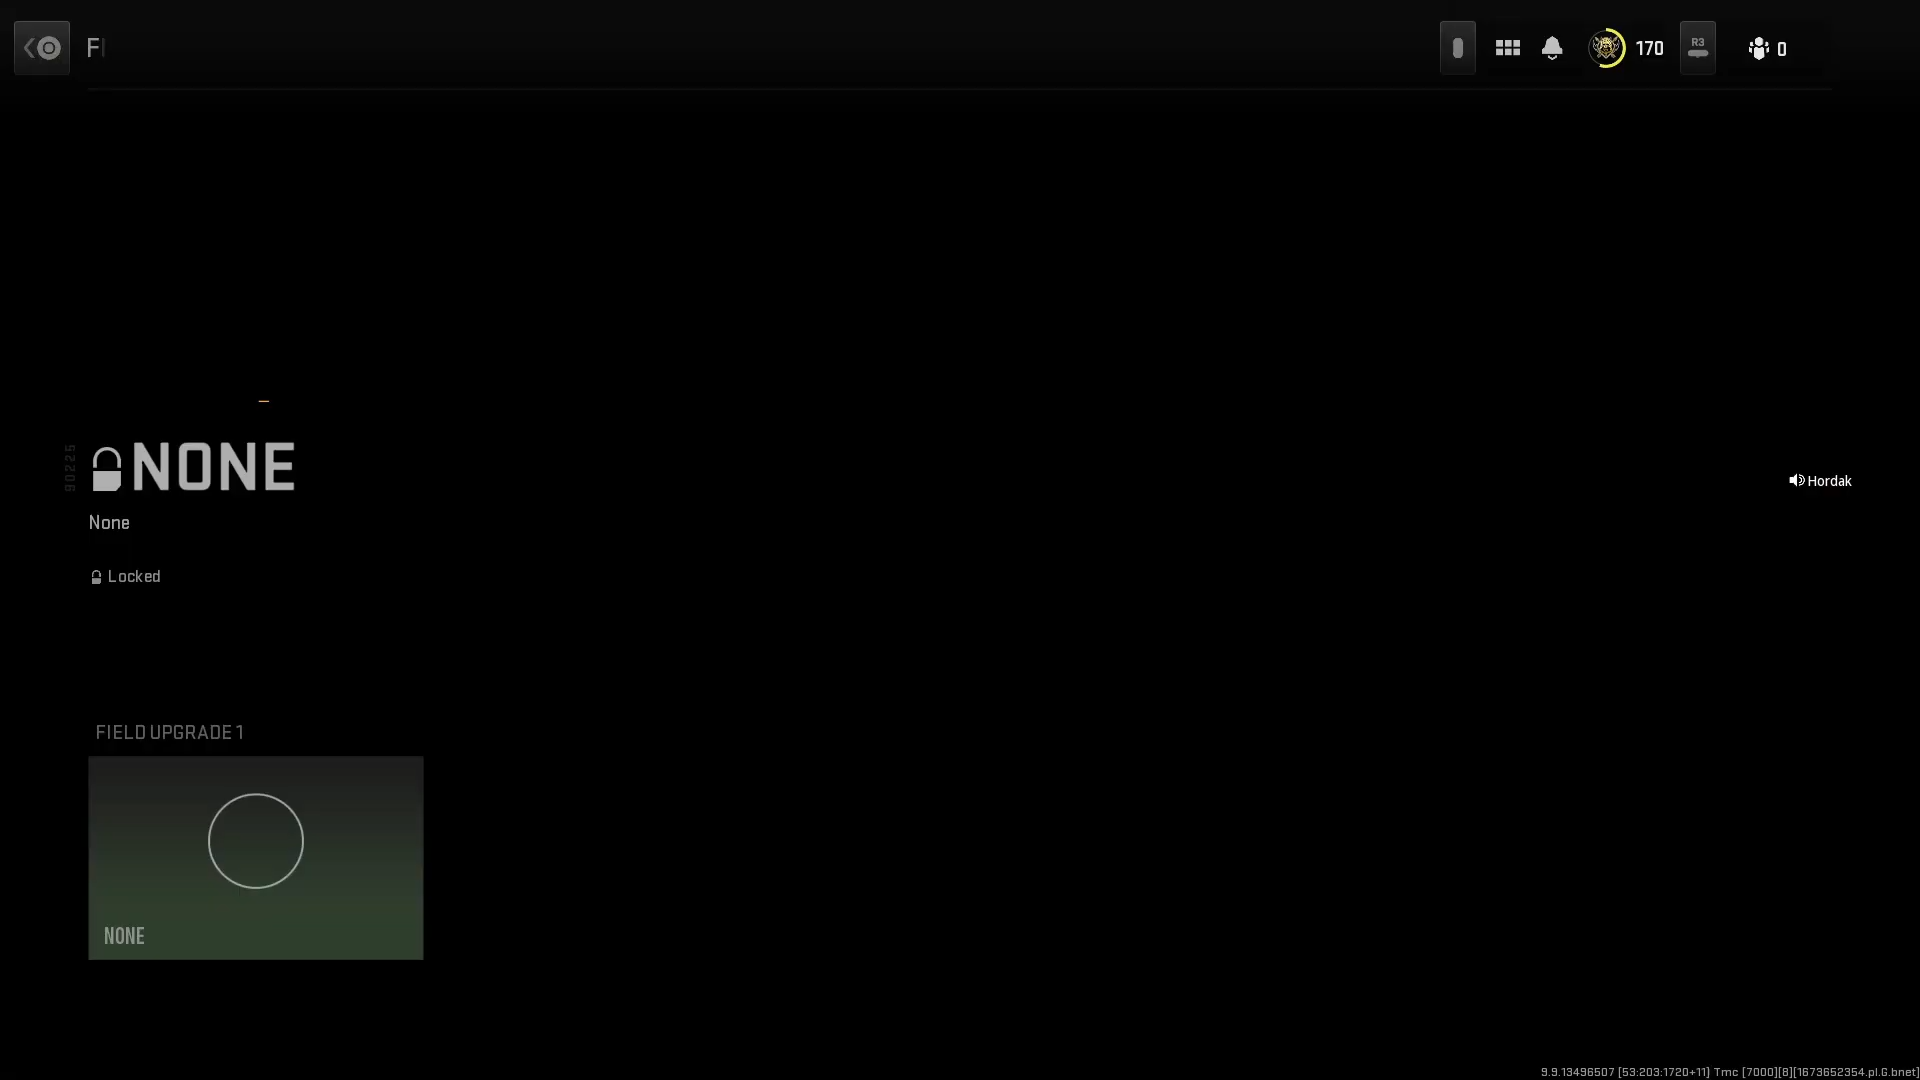 F
170
R3
0
90225
NONE
None
Locked
Hordak
FIELD UPGRADE 1
NONE
9.9.13496507 [53:203:1720+11] Tmc [7000][8][1673652354.pl.G.bnet]